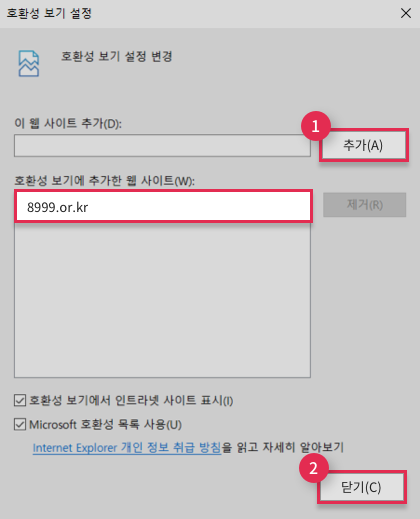 호환성 보기 설정
호환성 보기 설정 변경
이 웹 사이트 추가(D):
1
추가(A)
호환성 보기에 추가한 웹 사이트(W):
8999.or.kr
제거(R)
호환성 보기에서 인트라넷 사이트 표시(I)
Microsoft 호환성 목록 사용(U)
Internet Explorer 개인 정보 취급 방침을 읽고 자세히 알아보기
2
닫기(C)